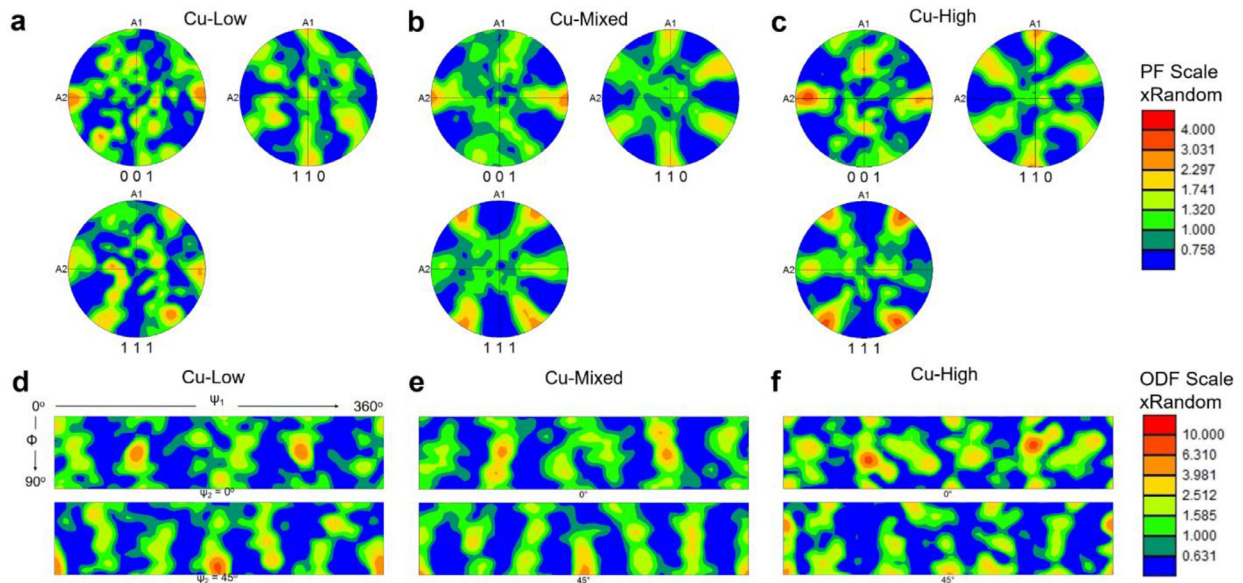 a Cu-Low b Cu-Mixed c Cu-High
A1 A1 A1 A1 A1 A1
A2 A2 A2 A2 A2 A2
0 0 1 1 1 0 0 0 1 1 1 0 0 0 1 1 1 0
A1 A1 A1
A2 A2 A2
1 1 1 1 1 1 1 1 1
PF Scale
xRandom
4.000
3.031
2.297
1.741
1.320
1.000
0.758
d Cu-Low e Cu-Mixed f Cu-High
0º Ψ1 360º
Φ
90º
Ψ2 = 0º 0° 0°
Ψ2 = 45º 45° 45°
ODF Scale
xRandom
10.000
6.310
3.981
2.512
1.585
1.000
0.631